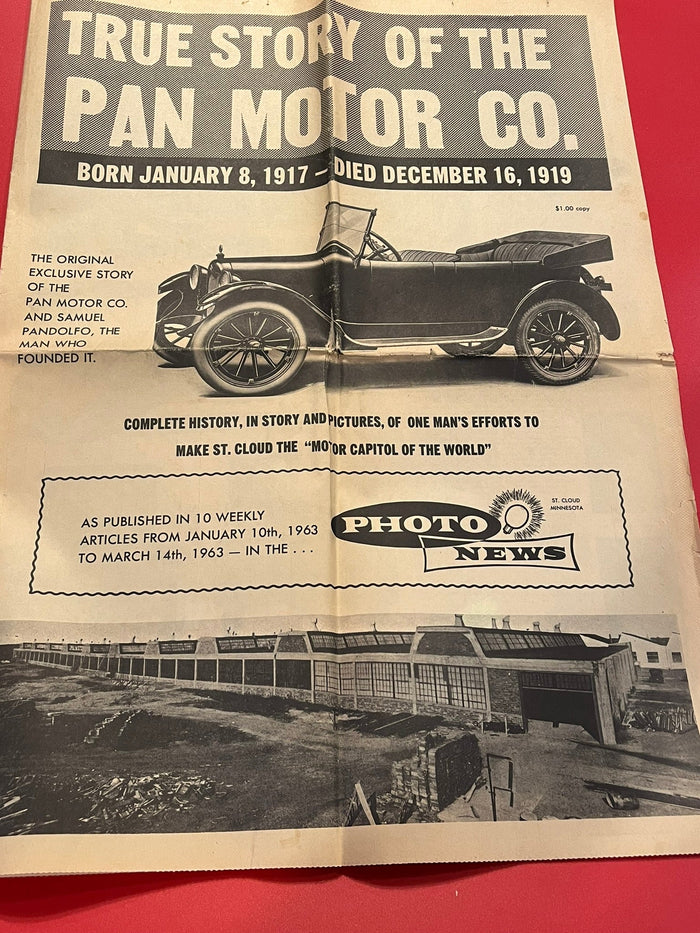 TRUE STORY OF THE
PAN MOTOR CO.
BORN JANUARY 8, 1917 — DIED DECEMBER 16, 1919
$1.00 copy
THE ORIGINAL
EXCLUSIVE STORY
OF THE
PAN MOTOR CO.
AND SAMUEL
PANDOLFO, THE
MAN WHO
FOUNDED IT.
COMPLETE HISTORY, IN STORY AND PICTURES, OF ONE MAN'S EFFORTS TO
MAKE ST. CLOUD THE "MOTOR CAPITOL OF THE WORLD"
AS PUBLISHED IN 10 WEEKLY
ARTICLES FROM JANUARY 10th, 1963
TO MARCH 14th, 1963 — IN THE . . .
PHOTO
NEWS
ST. CLOUD
MINNESOTA